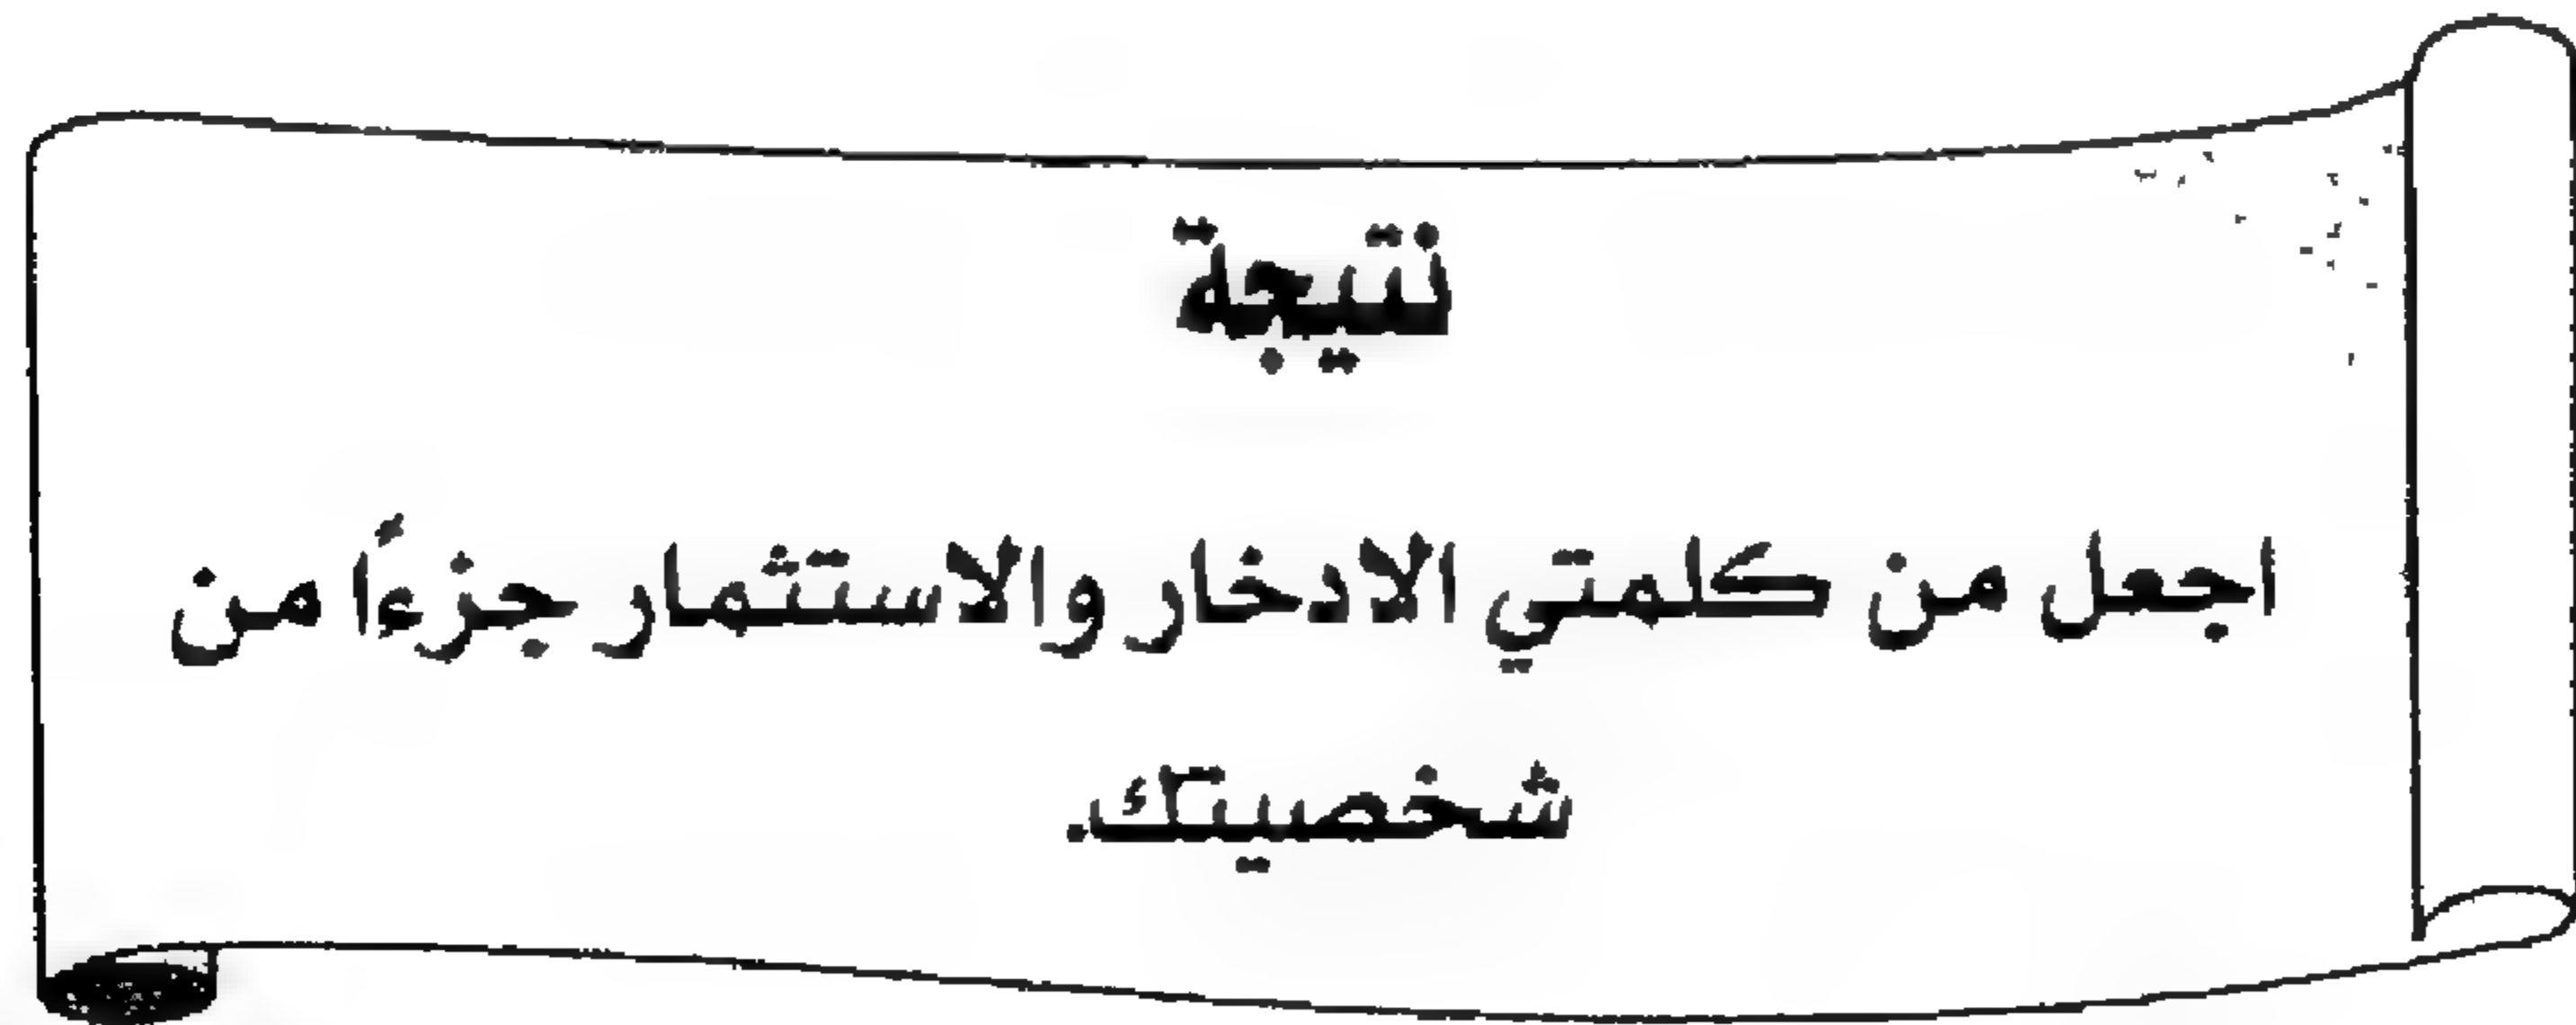 نتيجة
اجعل من كلمتي الادخار والاستثمار جزءاً من
شخصيتك.